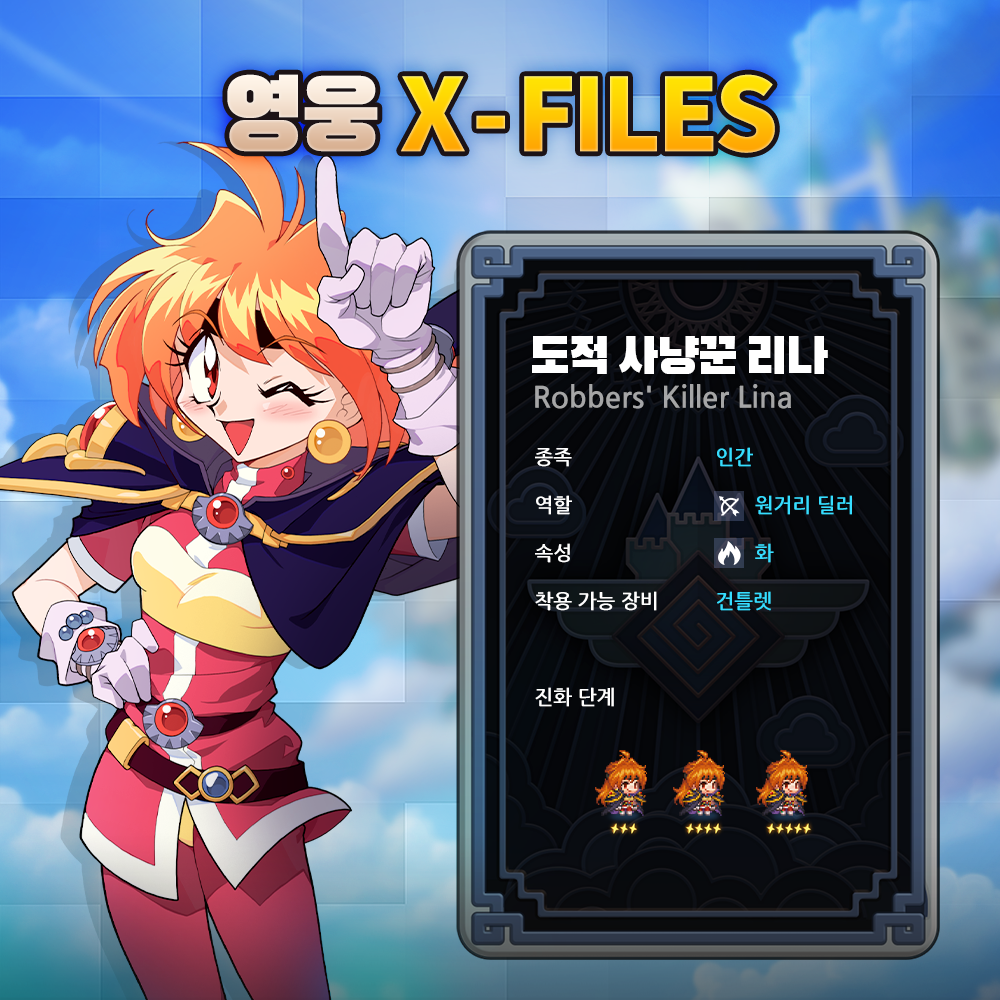 영웅 X-FILES
도적 사냥꾼 리나
Robbers' Killer Lina
종족 인간
역할 원거리 딜러
속성 화
착용 가능 장비 건틀렛
진화 단계